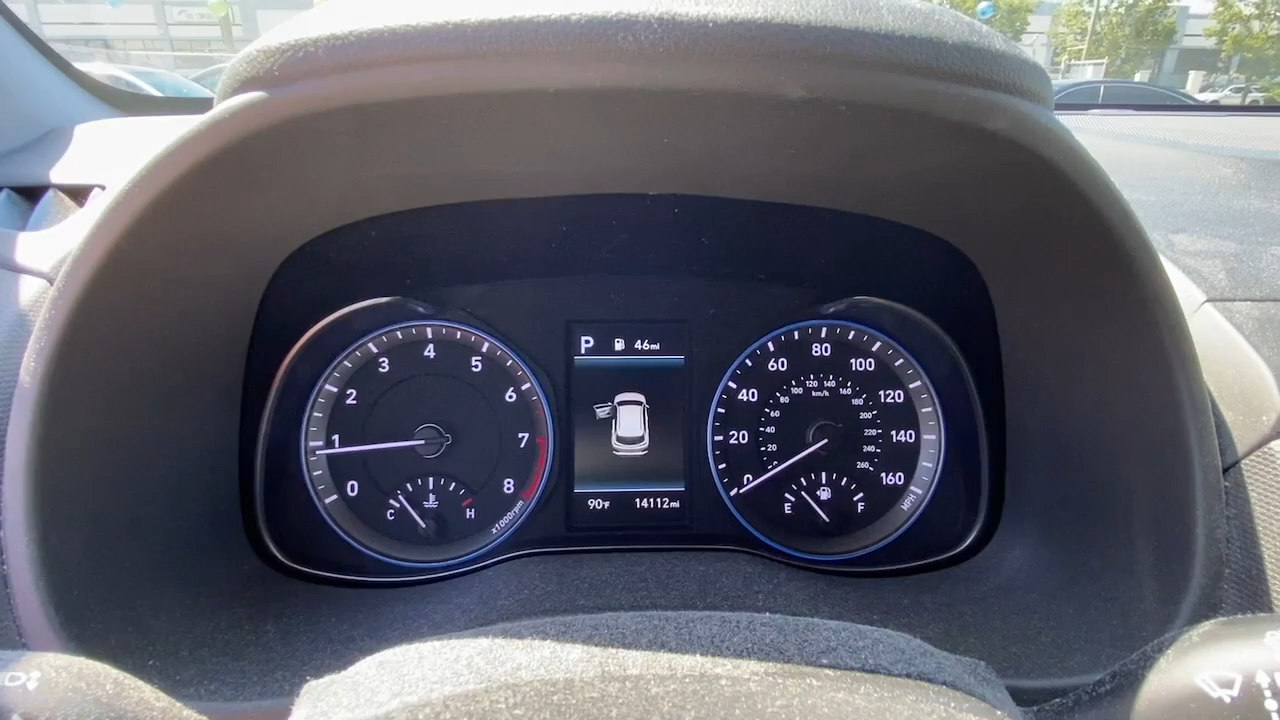 0 1 2 3 4 5 6 7 8
x1000rpm
C H
P 46mi
90°F 14112mi
0 20 40 60 80 100 120 140 160
MPH
20 40 60 80 100 120 140 160 180 200 220 240 260
km/h
E F